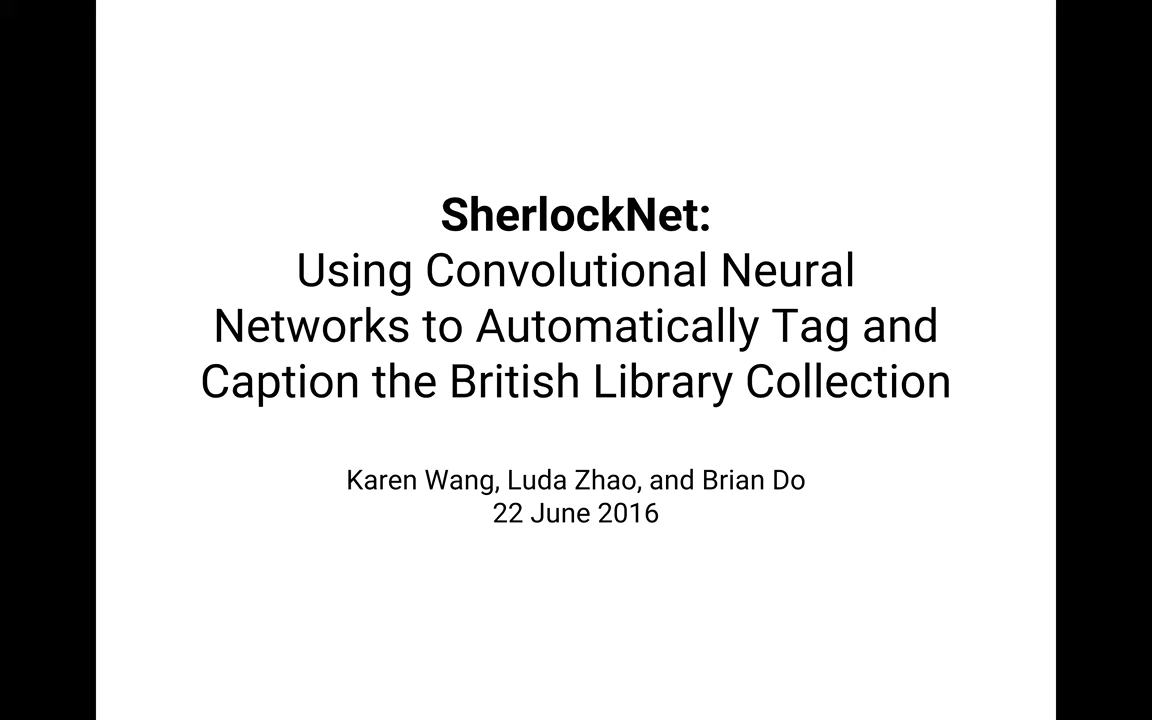 SherlockNet:
Using Convolutional Neural
Networks to Automatically Tag and
Caption the British Library Collection
Karen Wang, Luda Zhao, and Brian Do
22 June 2016